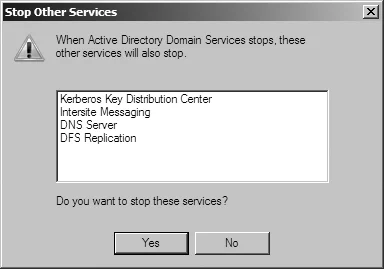 Stop Other Services
When Active Directory Domain Services stops, these
other services will also stop.
Kerberos Key Distribution Center
Intersite Messaging
DNS Server
DFS Replication
Do you want to stop these services?
Yes
No